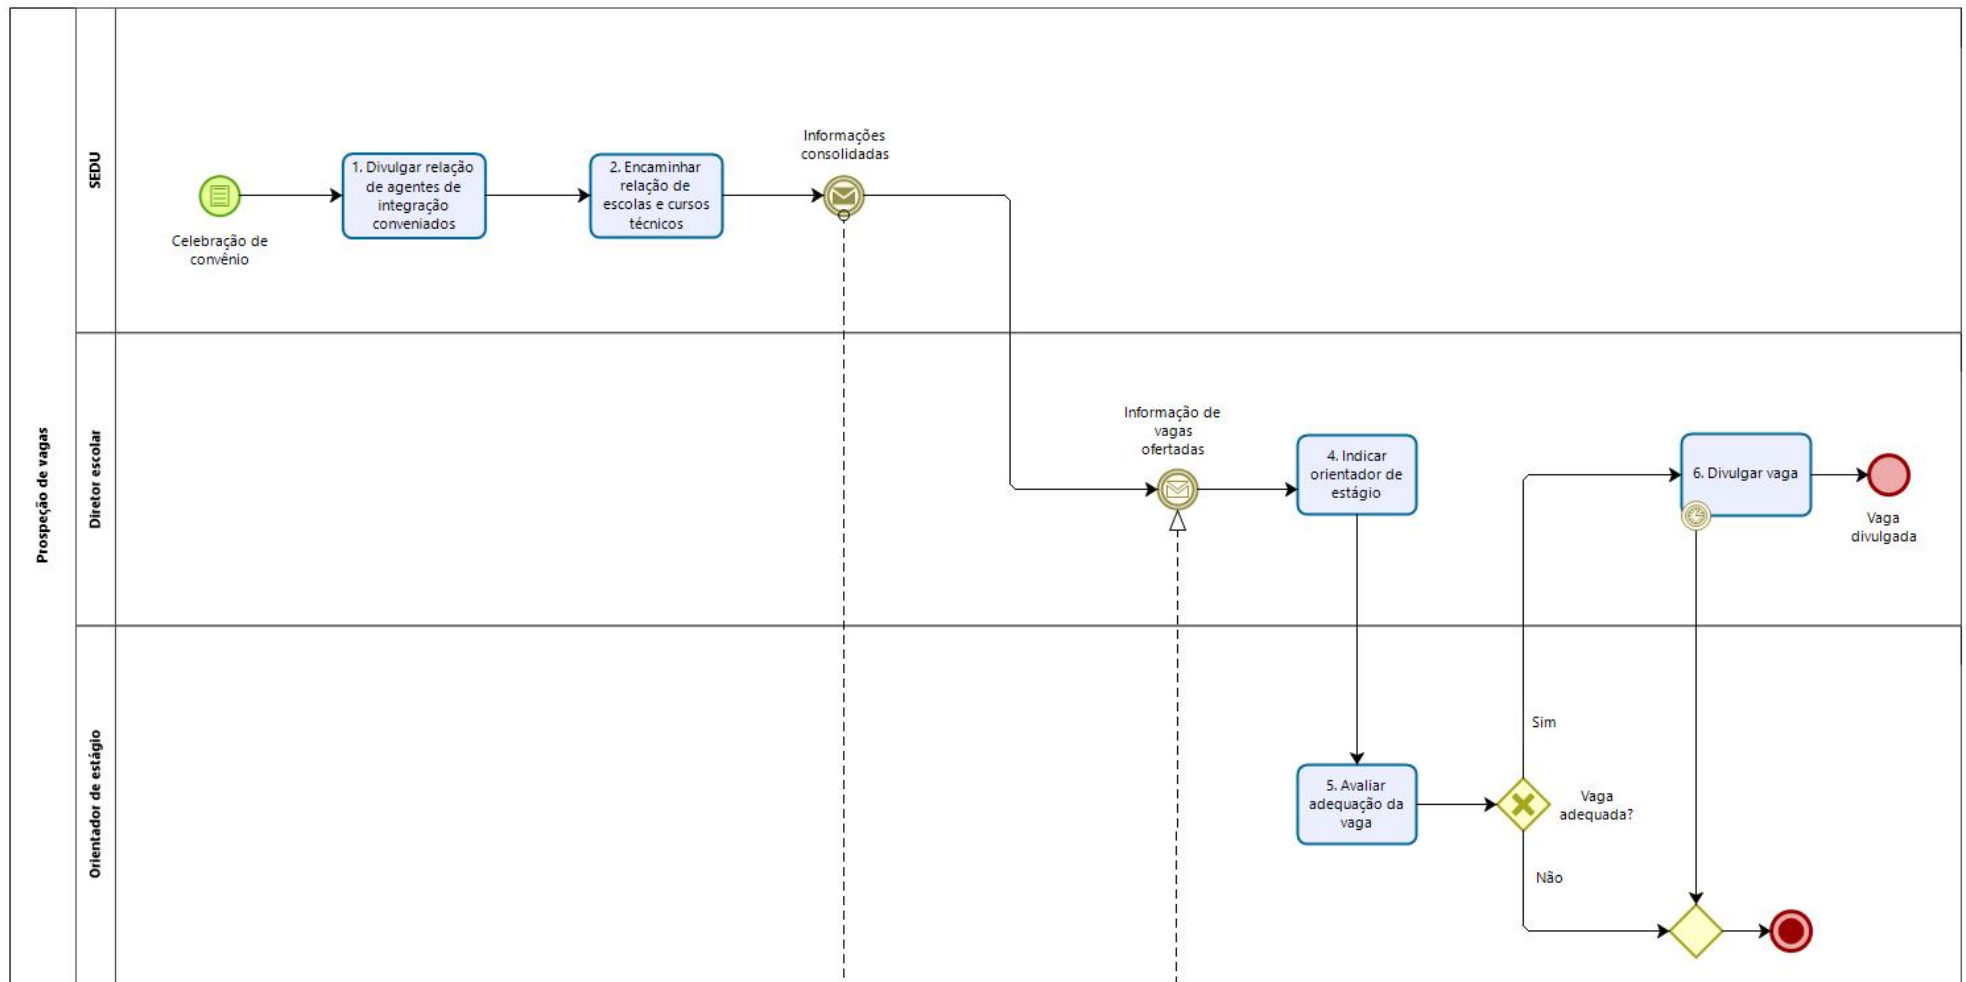 Prospeção de vagas
SEDU
Celebração de
convênio
1. Divulgar relação
de agentes de
integração
conveniados
2. Encaminhar
relação de
escolas e cursos
técnicos
Informações
consolidadas
Diretor escolar
Informação de
vagas
ofertadas
4. Indicar
orientador de
estágio
6. Divulgar vaga
Vaga
divulgada
Orientador de estágio
5. Avaliar
adequação da
vaga
Sim
Vaga
adequada?
Não